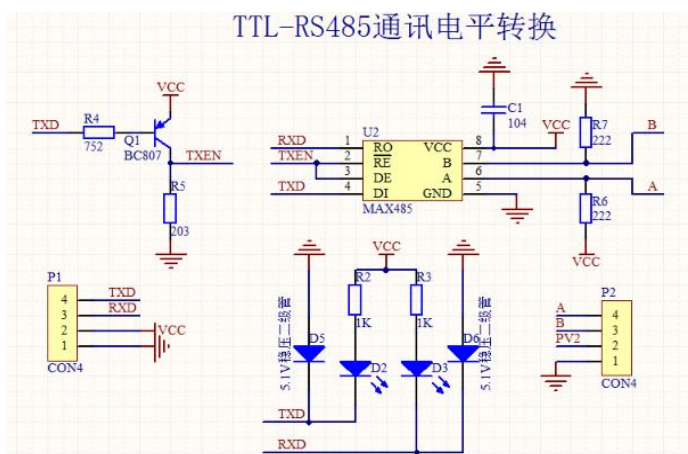 TTL-RS485通讯电平转换
VCC
TXD
R4
752
Q1
BC807
TXEN
R5
203
C1
104
U2
VCC
R7
222
B
RXD
TXEN
TXD
1
2
3
4
RO
RE
DE
DI
VCC
B
A
GND
8
7
6
5
MAX485
A
R6
222
VCC
P1
4
3
2
1
TXD
RXD
VCC
CON4
VCC
R2
R3
1K
1K
5.1V稳压二级管
D5
D2
D3
D6
5.1V稳压二级管
TXD
RXD
P2
A
B
PV2
4
3
2
1
CON4